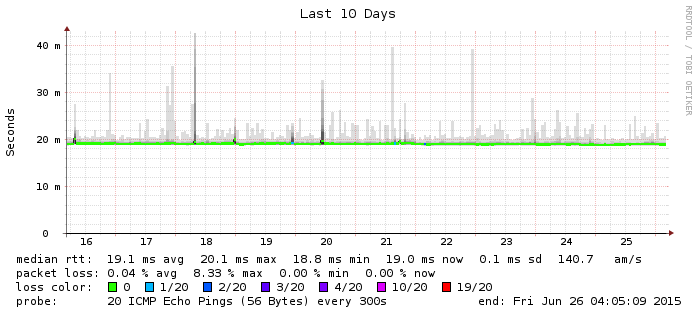 Last 10 Days
RRDTOOL / TOBI OETIKER
Seconds
40 m
30 m
20 m
10 m
0
16 17 18 19 20 21 22 23 24 25
median rtt: 19.1 ms avg 20.1 ms max 18.8 ms min 19.0 ms now 0.1 ms sd 140.7 am/s
packet loss: 0.04 % avg 8.33 % max 0.00 % min 0.00 % now
loss color: 0 1/20 2/20 3/20 4/20 10/20 19/20
probe: 20 ICMP Echo Pings (56 Bytes) every 300s end: Fri Jun 26 04:05:09 2015